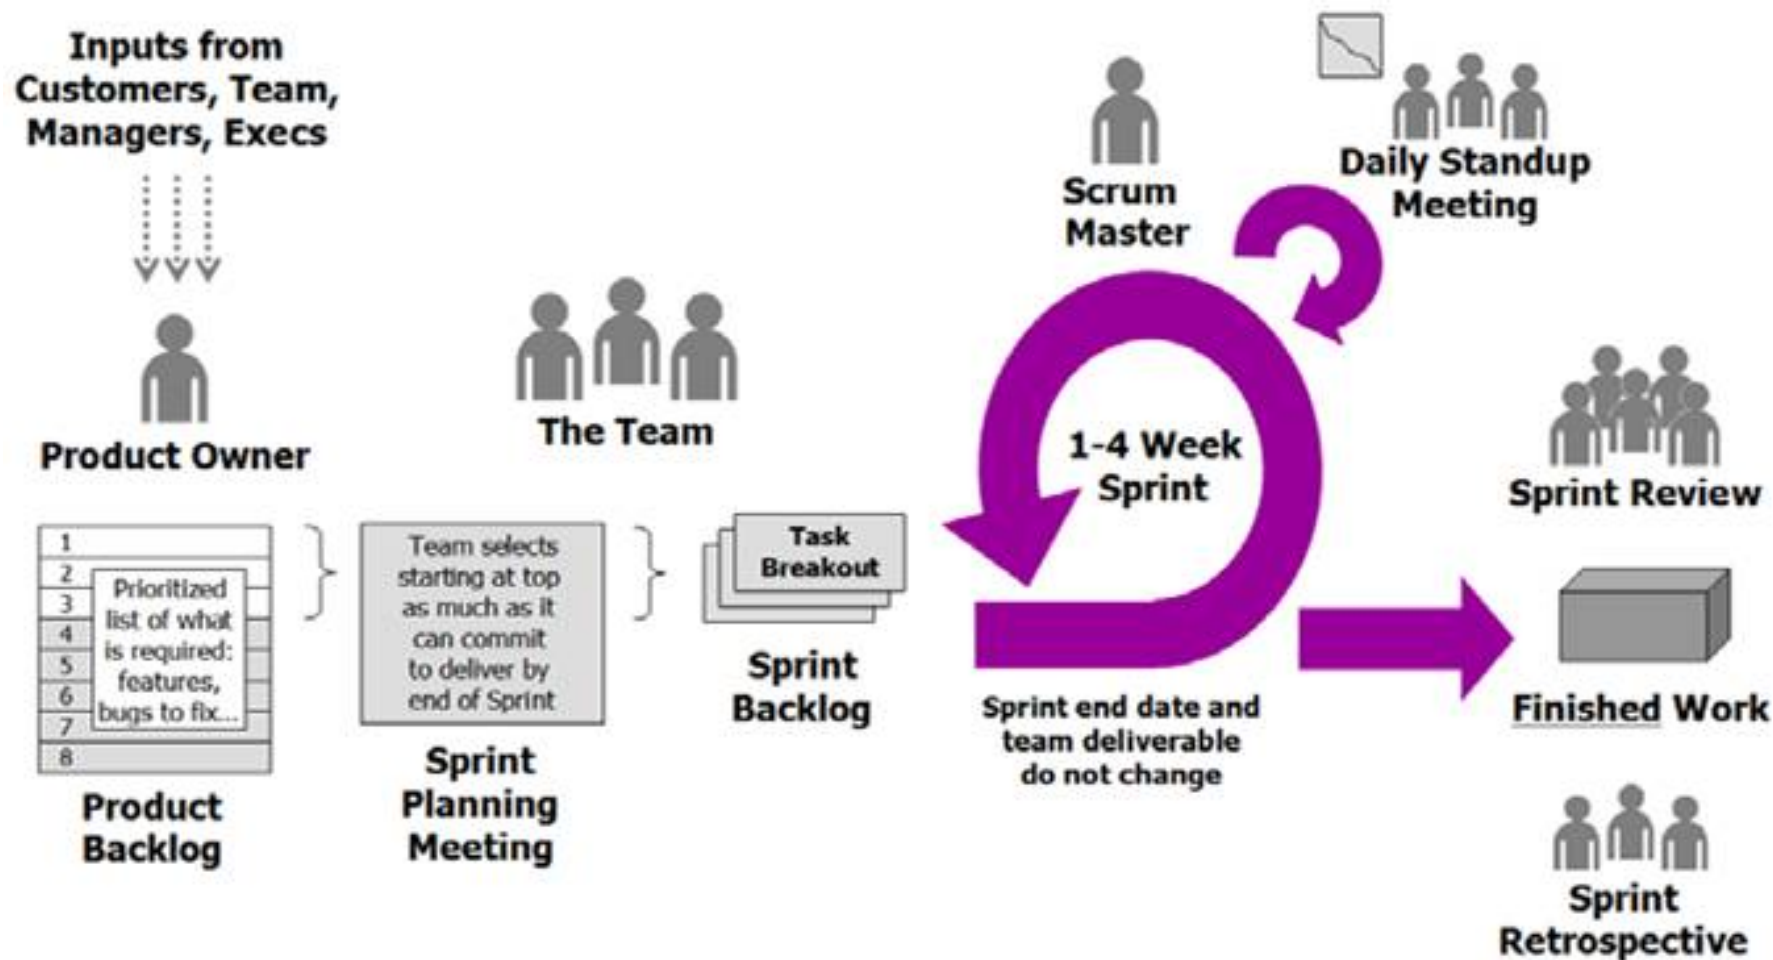 Inputs from
Customers, Team,
Managers, Execs
Product Owner
1
2
3
4
5
6
7
8
Prioritized
list of what
is required:
features,
bugs to fix...
Product
Backlog
The Team
Team selects
starting at top
as much as it
can commit
to deliver by
end of Sprint
Sprint
Planning
Meeting
Task
Breakout
Sprint
Backlog
Scrum
Master
Daily Standup
Meeting
1-4 Week
Sprint
Sprint end date and
team deliverable
do not change
Sprint Review
Finished Work
Sprint
Retrospective